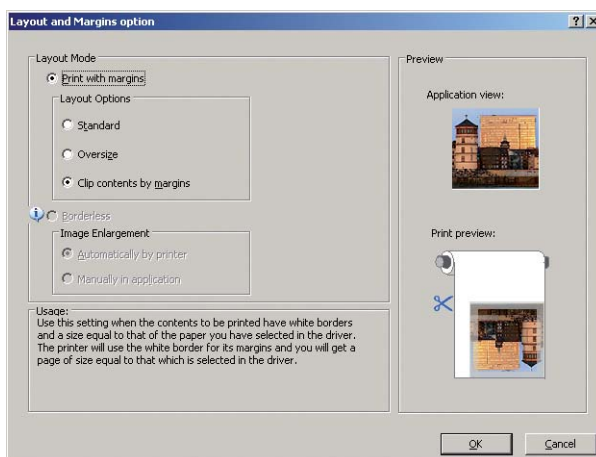 Layout and Margins option
Layout Mode
Print with margins
Layout Options
Standard
Oversize
Clip contents by margins
Borderless
Image Enlargement
Automatically by printer
Manually in application
Usage:
Use this setting when the contents to be printed have white borders
and a size equal to that of the paper you have selected in the driver.
The printer will use the white border for its margins and you will get a
page of size equal to that which is selected in the driver.
Preview
Application view:
Print preview:
OK
Cancel